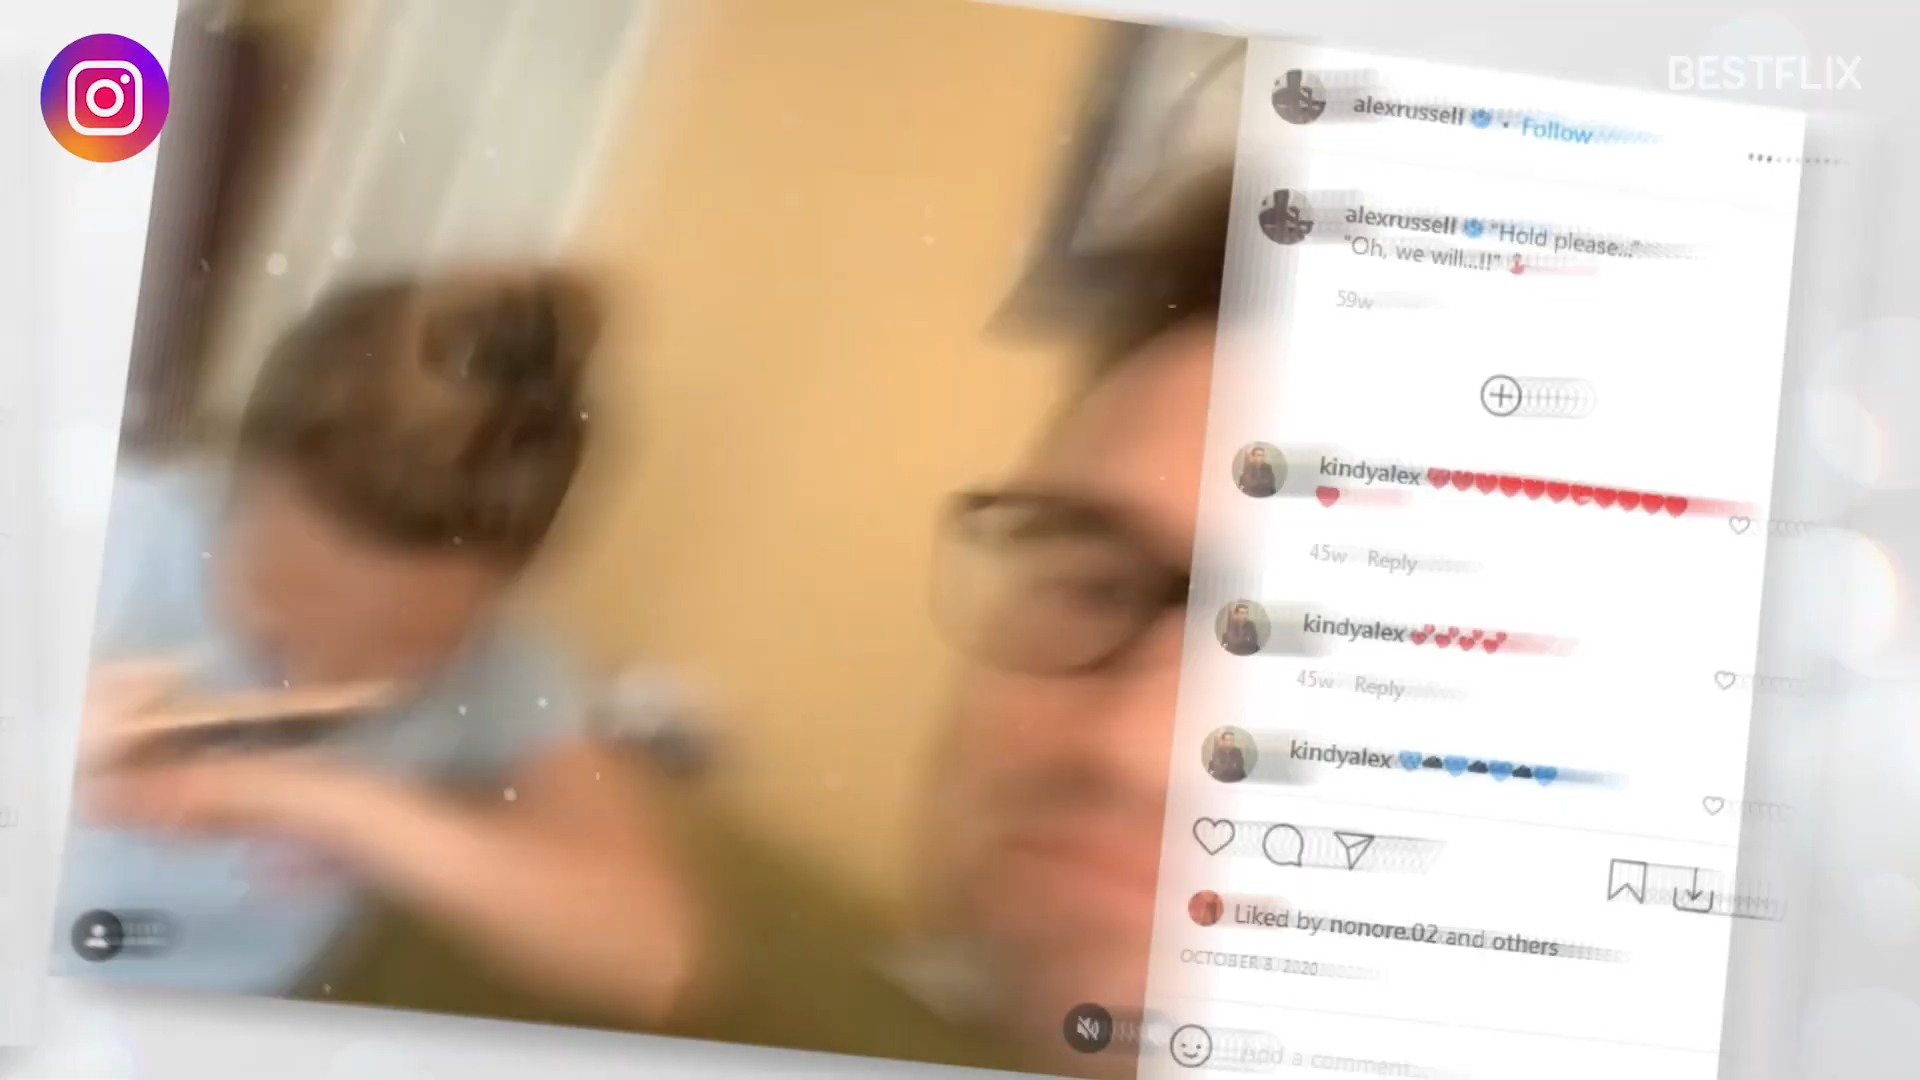 BESTFLIX
alexrussell • Follow
alexrussell "Hold please..."
"Oh, we will...!!"
59w
kindyalex
45w Reply
kindyalex
45w Reply
kindyalex
Liked by nonore.02 and others
OCTOBER 8, 2020
Add a comment...